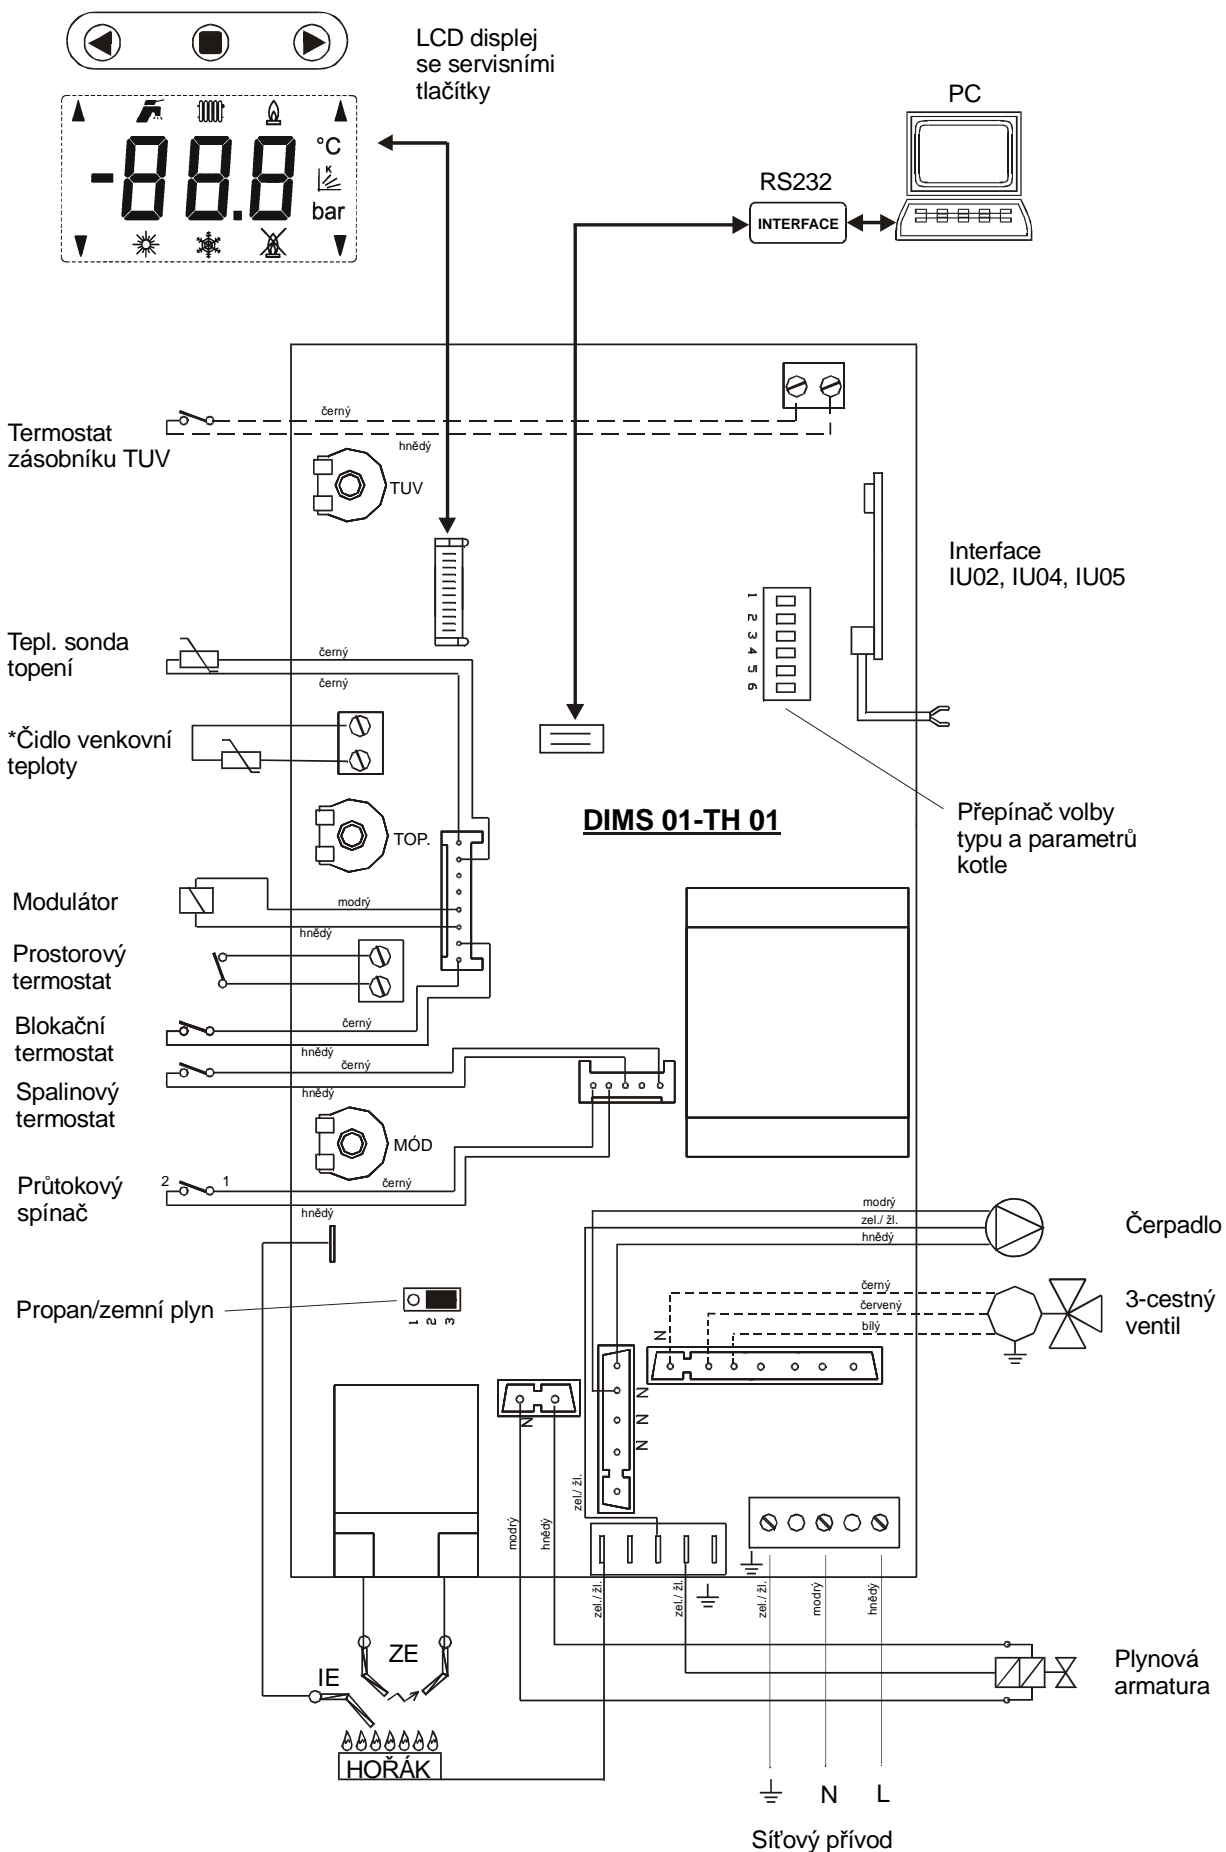 LCD displej
se servisními
tlačítky
PC
°C
K
-88.8
bar
RS232
INTERFACE
Termostat
zásobníku TUV
černý
hnědý
TUV
Interface
IU02, IU04, IU05
1
2
3
4
5
6
Tepl. sonda
topení
černý
černý
*Čidlo venkovní
teploty
DIMS 01-TH 01
Přepínač volby
typu a parametrů
kotle
TOP.
Modulátor
modrý
hnědý
Prostorový
termostat
Blokační
termostat
černý
hnědý
Spalinový
termostat
černý
hnědý
MÓD
Průtokový
spínač
2
1
černý
hnědý
modrý
zel./ žl.
hnědý
Čerpadlo
černý
červený
bílý
3-cestný
ventil
Propan/zemní plyn
1
2
3
N
N
N
N
N
zel./ žl.
modrý
hnědý
zel./ žl.
zel./ žl.
zel./ žl.
modrý
hnědý
ZE
IE
Plynová
armatura
HOŘÁK
N
L
Síťový přívod